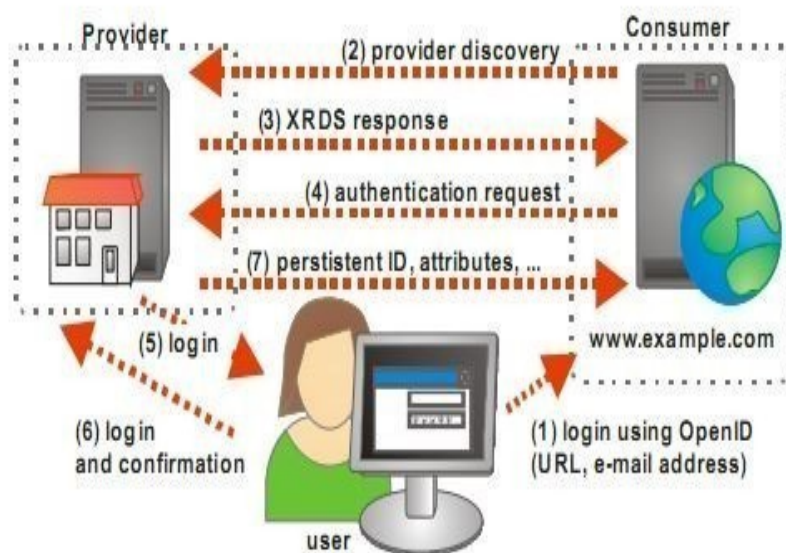 Provider
Consumer
(2) provider discovery
(3) XRDS response
(4) authentication request
(7) perstistent ID, attributes, ...
(5) login
www.example.com
(6) login
and confirmation
(1) login using OpenID
(URL, e-mail address)
user